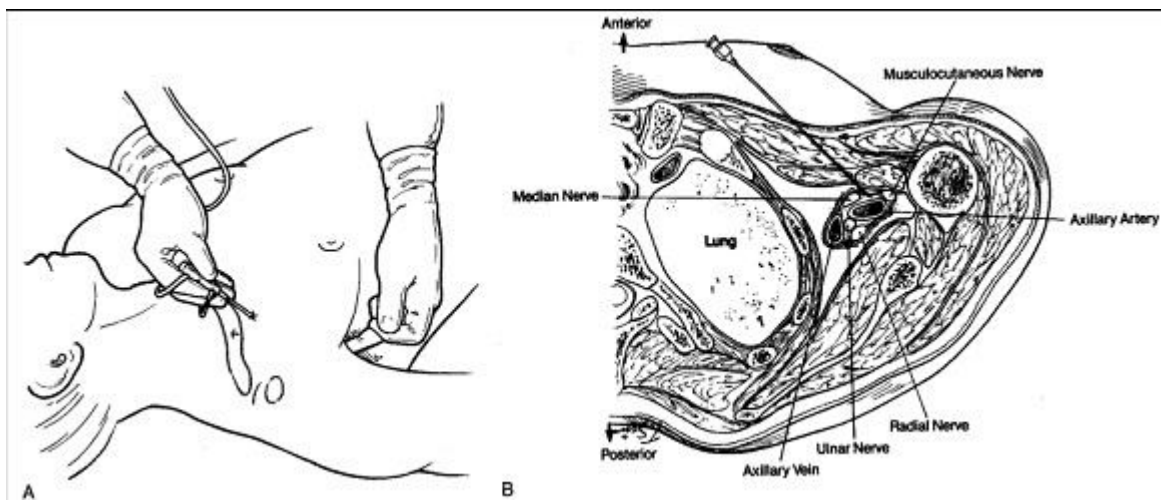 Anterior
Musculocutaneous Nerve
Median Nerve
Axillary Artery
Lung
Radial Nerve
Ulnar Nerve
Posterior
Axillary Vein
A
B